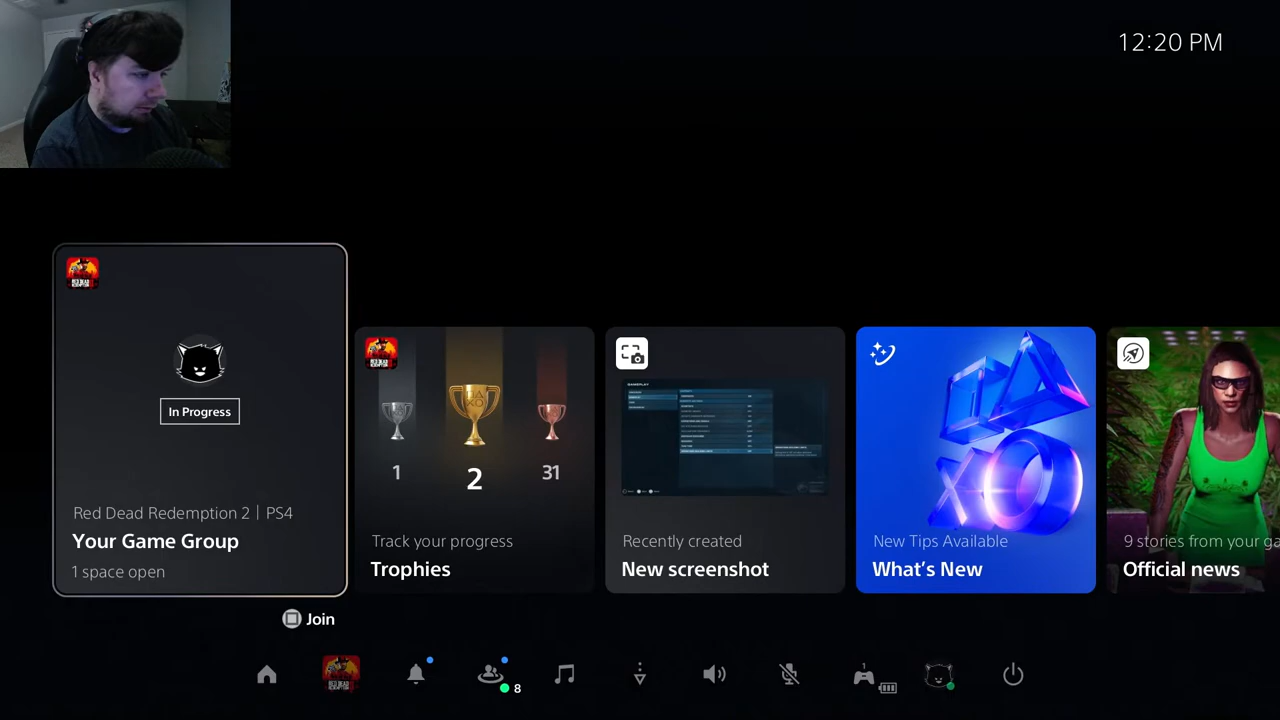 12:20 PM
In Progress
Red Dead Redemption 2 | PS4
Your Game Group
1 space open
Join
1
2
31
Track your progress
Trophies
GAMEPLAY
Recently created
New screenshot
New Tips Available
What's New
9 stories from your ga
Official news
8
1